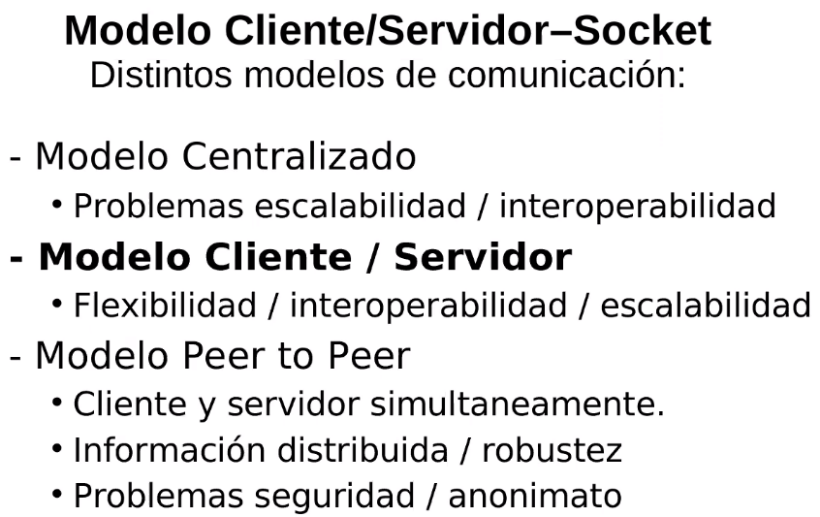 Modelo Cliente/Servidor–Socket
Distintos modelos de comunicación:
- Modelo Centralizado
• Problemas escalabilidad / interoperabilidad
- Modelo Cliente / Servidor
• Flexibilidad / interoperabilidad / escalabilidad
- Modelo Peer to Peer
• Cliente y servidor simultaneamente.
• Información distribuida / robustez
• Problemas seguridad / anonimato